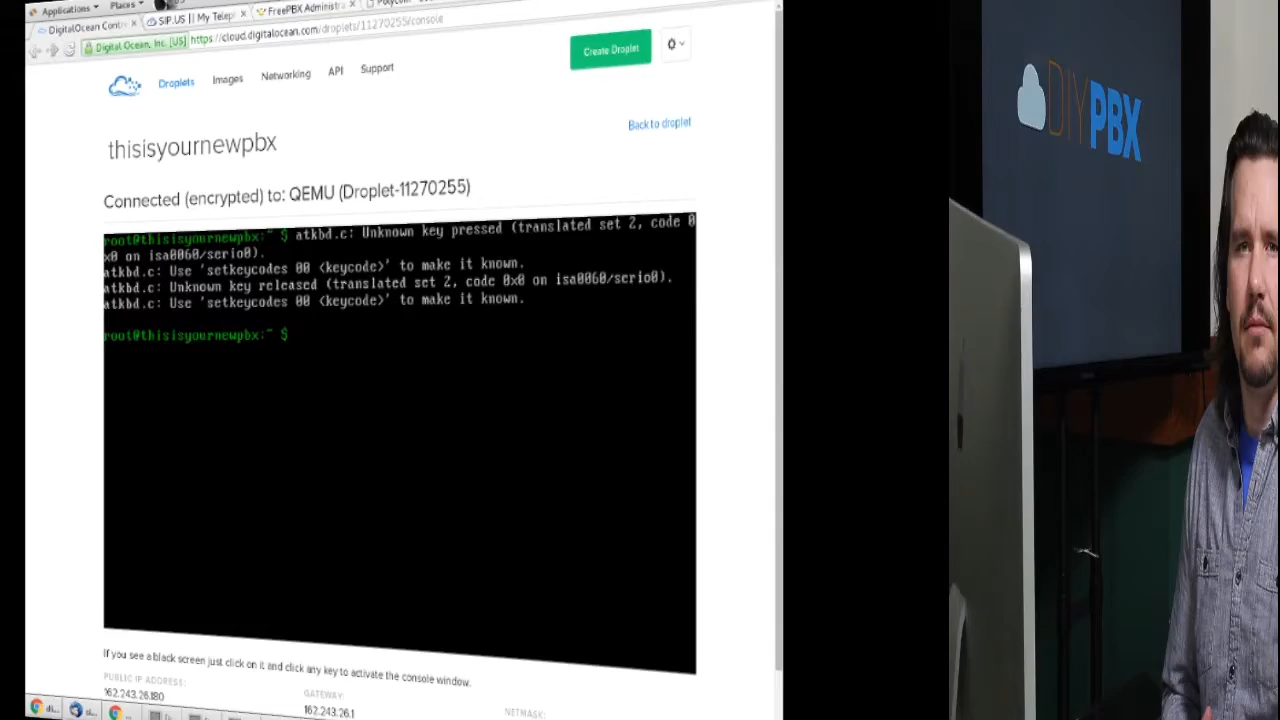 Applications Places
DigitalOcean Contr
SIP.US || My Telep
FreePBX Administra
Digital Ocean, Inc. [US]
https://cloud.digitalocean.com/droplets/11270255/console
Droplets Images Networking API Support
Create Droplet
thisisyournewpbx
Back to droplet
Connected (encrypted) to: QEMU (Droplet-11270255)
root@thisisyournewpbx:~ $ atkbd.c: Unknown key pressed (translated set 2, code 0
x0 on isa0060/serio0).
atkbd.c: Use 'setkeycodes 00 <keycode>' to make it known.
atkbd.c: Unknown key released (translated set 2, code 0x0 on isa0060/serio0).
atkbd.c: Use 'setkeycodes 00 <keycode>' to make it known.
root@thisisyournewpbx:~ $
If you see a black screen just click on it and click any key to activate the console window.
PUBLIC IP ADDRESS:
162.243.26.180
GATEWAY:
162.243.26.1
NETMASK:
DIYPBX